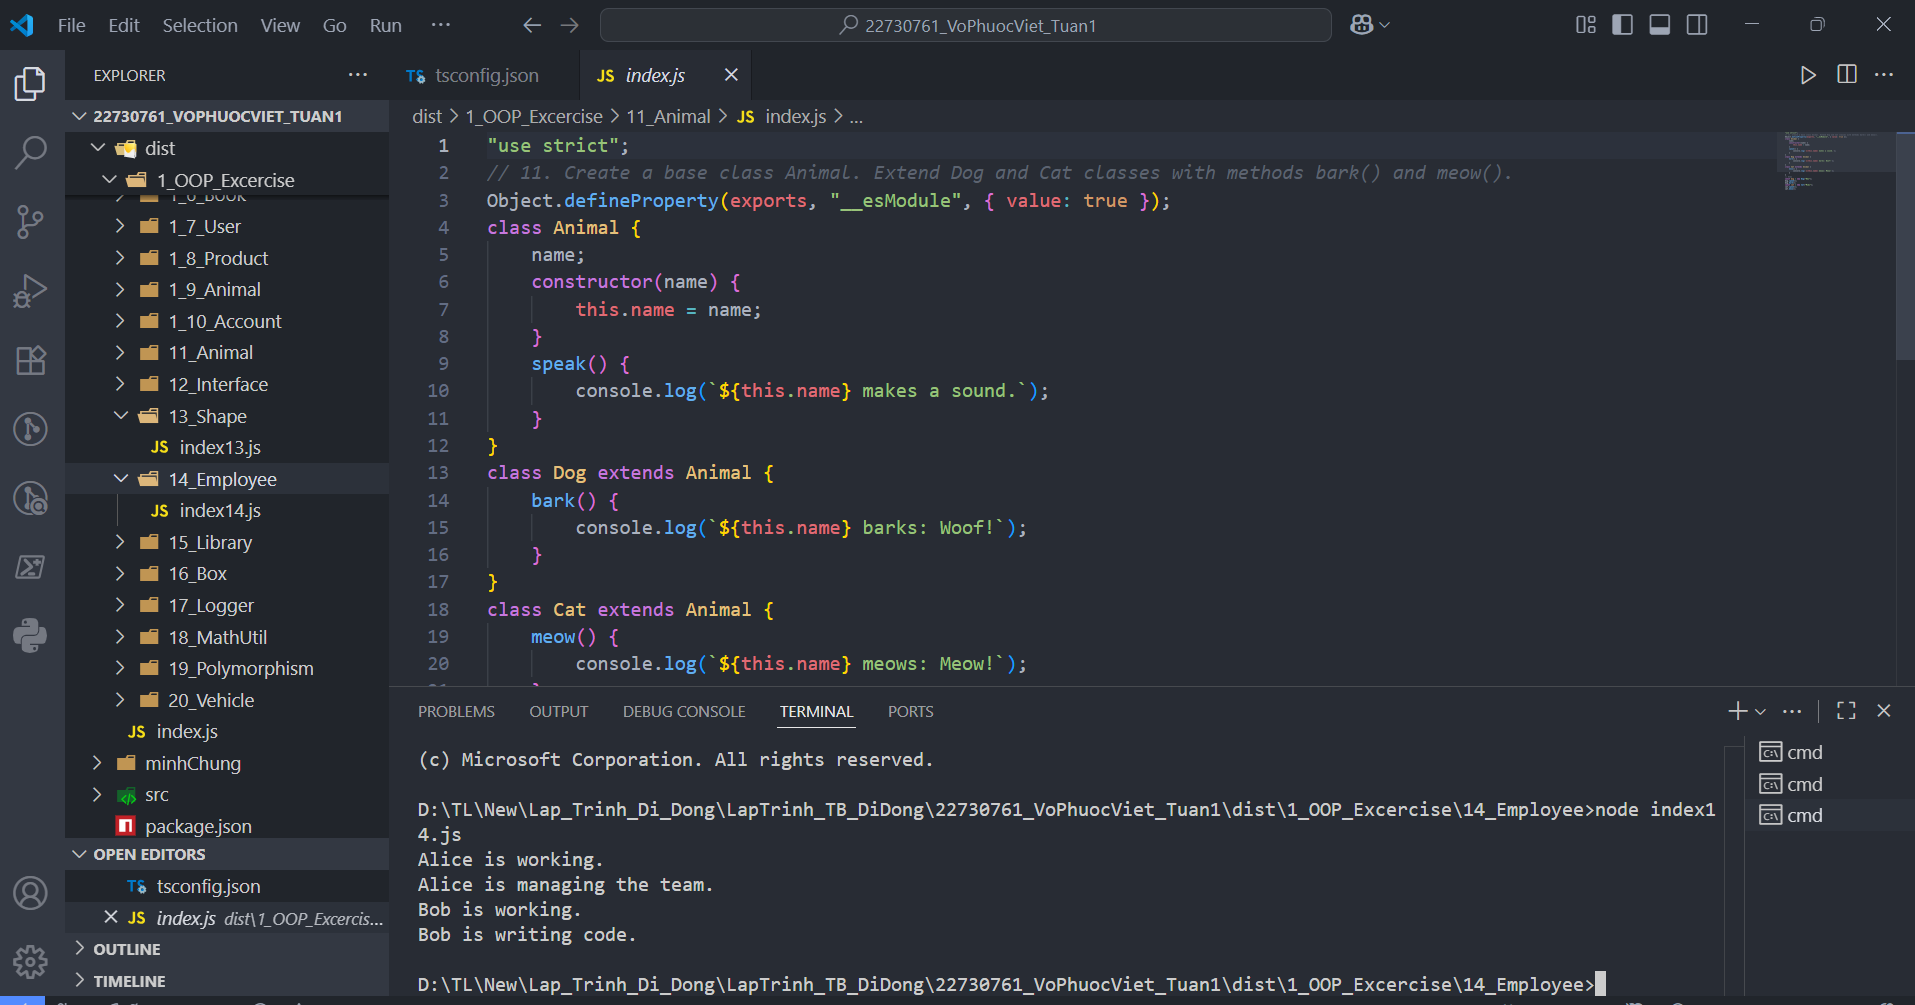 File Edit Selection View Go Run ···
22730761_VoPhuocViet_Tuan1
EXPLORER
22730761_VOPHUOCVIET_TUAN1
dist
1_OOP_Excercise
1_6_Book
1_7_User
1_8_Product
1_9_Animal
1_10_Account
11_Animal
12_Interface
13_Shape
JS index13.js
14_Employee
JS index14.js
15_Library
16_Box
17_Logger
18_MathUtil
19_Polymorphism
20_Vehicle
JS index.js
minhChung
src
package.json
OPEN EDITORS
TS tsconfig.json
JS index.js dist\1_OOP_Excercis...
OUTLINE
TIMELINE
TS tsconfig.json
JS index.js
dist > 1_OOP_Excercise > 11_Animal > JS index.js > ...
1 "use strict";
2 // 11. Create a base class Animal. Extend Dog and Cat classes with methods bark() and meow().
3 Object.defineProperty(exports, "__esModule", { value: true });
4 class Animal {
5 name;
6 constructor(name) {
7 this.name = name;
8 }
9 speak() {
10 console.log(`${this.name} makes a sound.`);
11 }
12 }
13 class Dog extends Animal {
14 bark() {
15 console.log(`${this.name} barks: Woof!`);
16 }
17 }
18 class Cat extends Animal {
19 meow() {
20 console.log(`${this.name} meows: Meow!`);
PROBLEMS OUTPUT DEBUG CONSOLE TERMINAL PORTS
(c) Microsoft Corporation. All rights reserved.
D:\TL\New\Lap_Trinh_Di_Dong\LapTrinh_TB_DiDong\22730761_VoPhuocViet_Tuan1\dist\1_OOP_Excercise\14_Employee>node index1
4.js
Alice is working.
Alice is managing the team.
Bob is working.
Bob is writing code.
D:\TL\New\Lap_Trinh_Di_Dong\LapTrinh_TB_DiDong\22730761_VoPhuocViet_Tuan1\dist\1_OOP_Excercise\14_Employee>
cmd
cmd
cmd